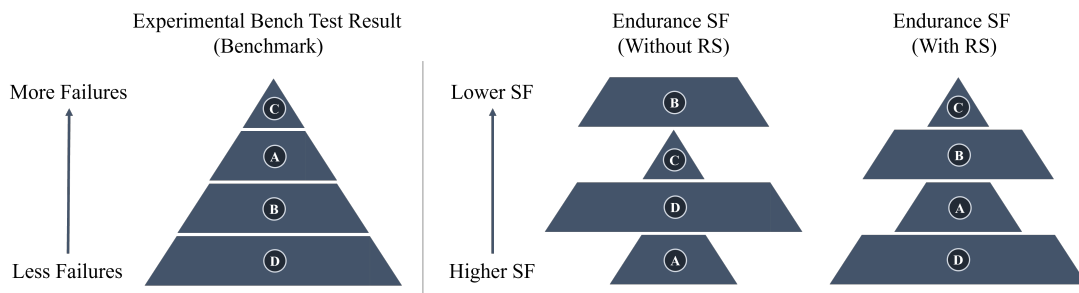 Experimental Bench Test Result
(Benchmark)
More Failures
C
A
B
D
Less Failures
Endurance SF
(Without RS)
Lower SF
B
C
D
A
Higher SF
Endurance SF
(With RS)
C
B
A
D